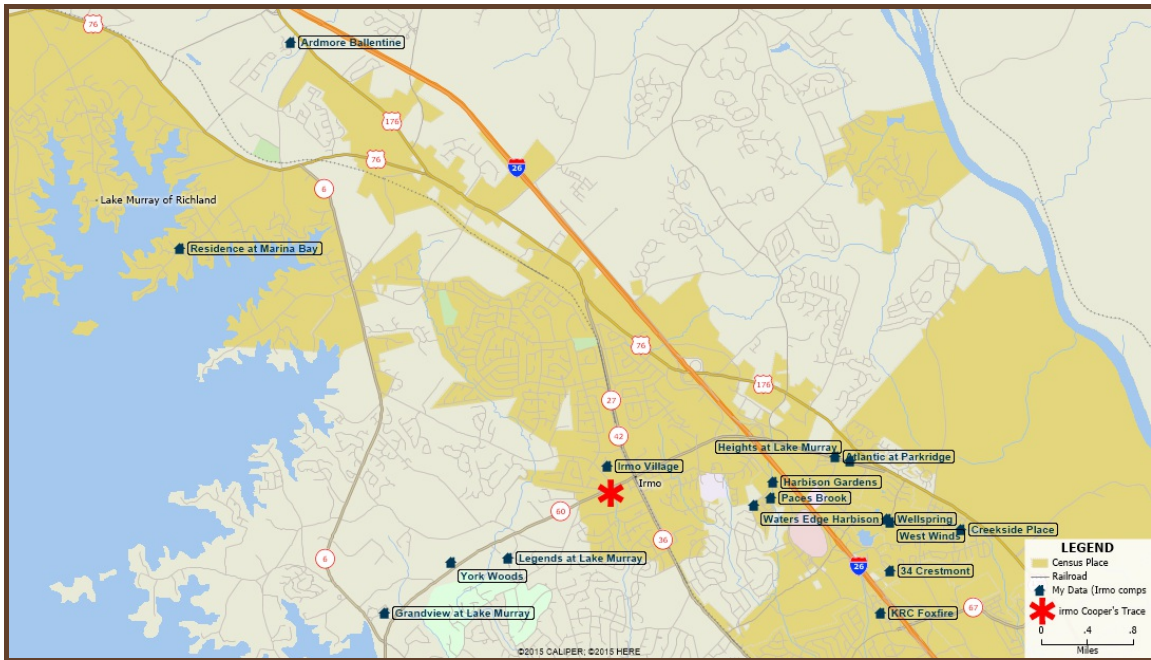 76
Ardmore Ballentine
176
76
26
6
Lake Murray of Richland
Residence at Marina Bay
76
176
27
42
Heights at Lake Murray
Atlantic at Parkridge
Irmo Village
Irmo
Harbison Gardens
Paces Brook
60
Waters Edge Harbison
Wellspring
West Winds
Creekside Place
36
6
Legends at Lake Murray
York Woods
26
34 Crestmont
Grandview at Lake Murray
KRC Foxfire
67
LEGEND
Census Place
Railroad
My Data (Irmo comps
irmo Cooper's Trace
0 .4 .8
Miles
©2015 CALIPER; ©2015 HERE